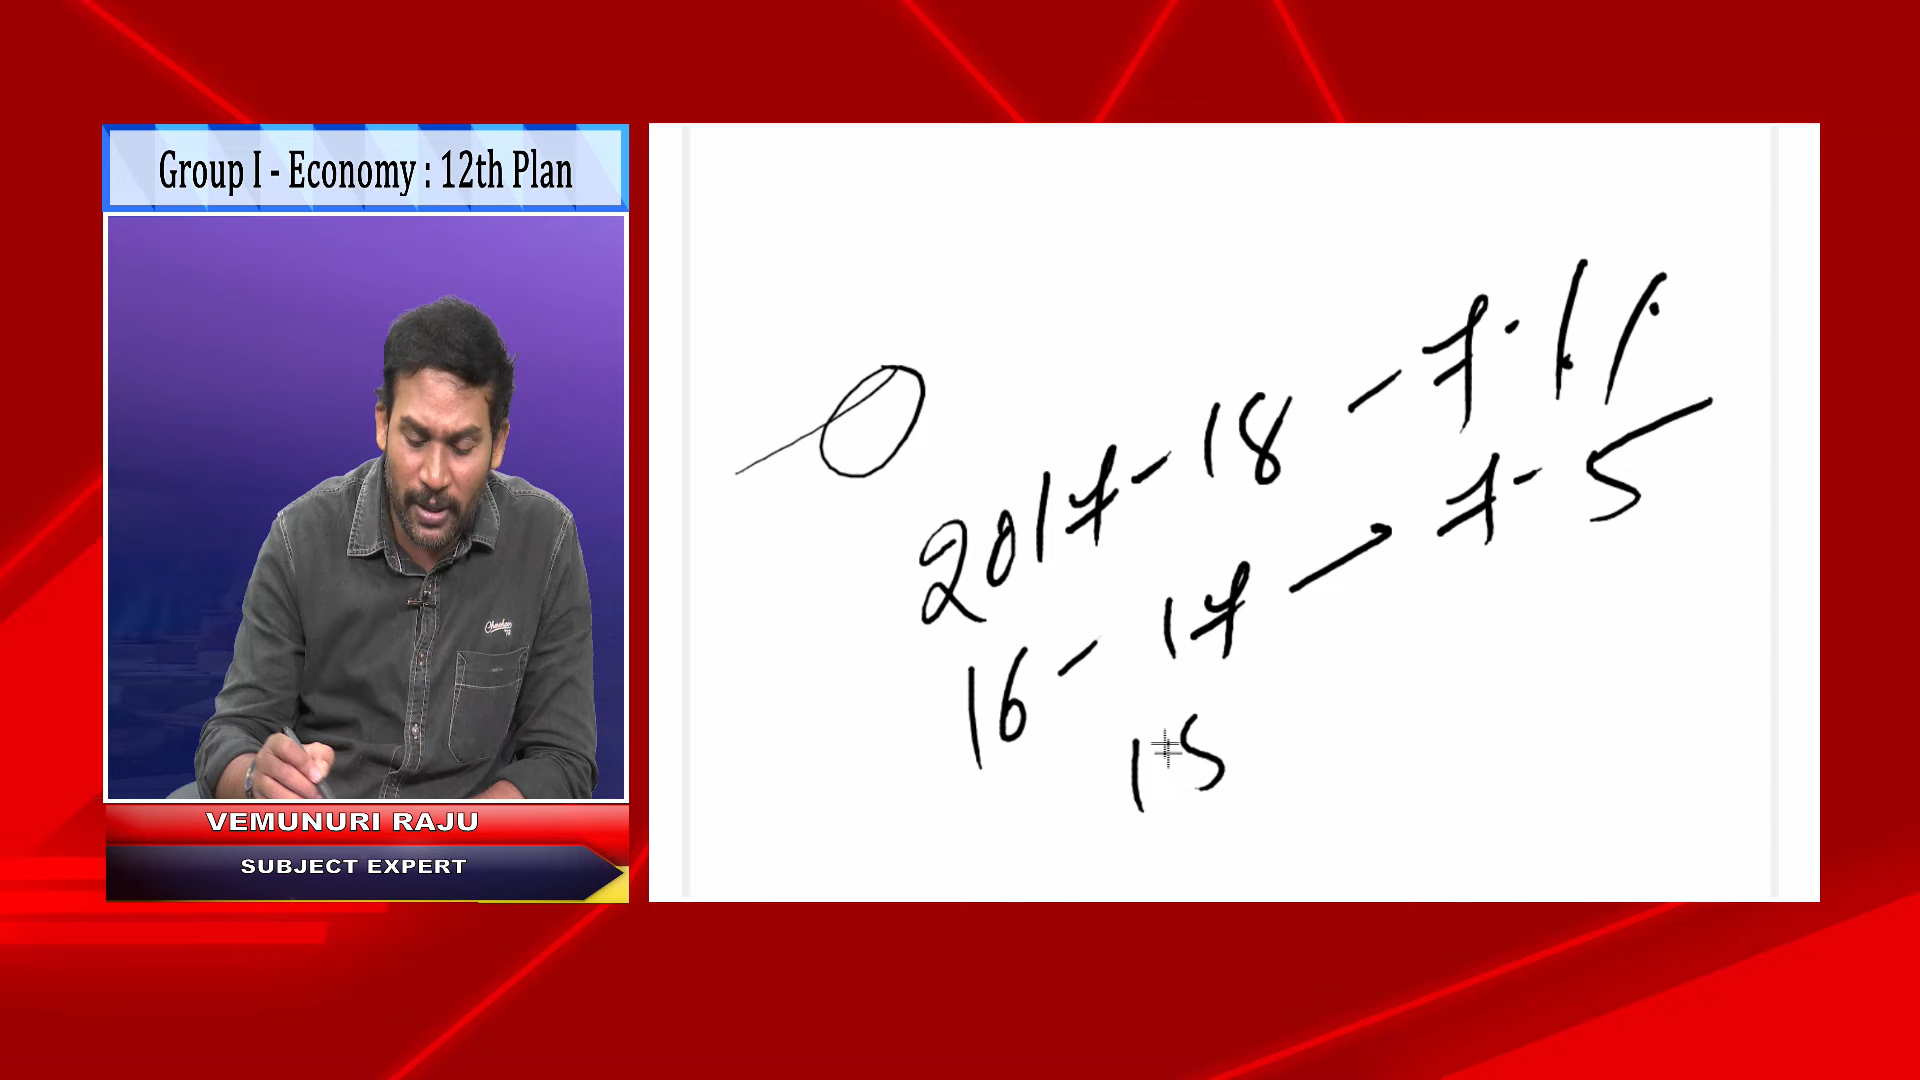 Group I - Economy : 12th Plan
2017-18 - 7.1%
16-17 → 7.5
15
VEMUNURI RAJU
SUBJECT EXPERT